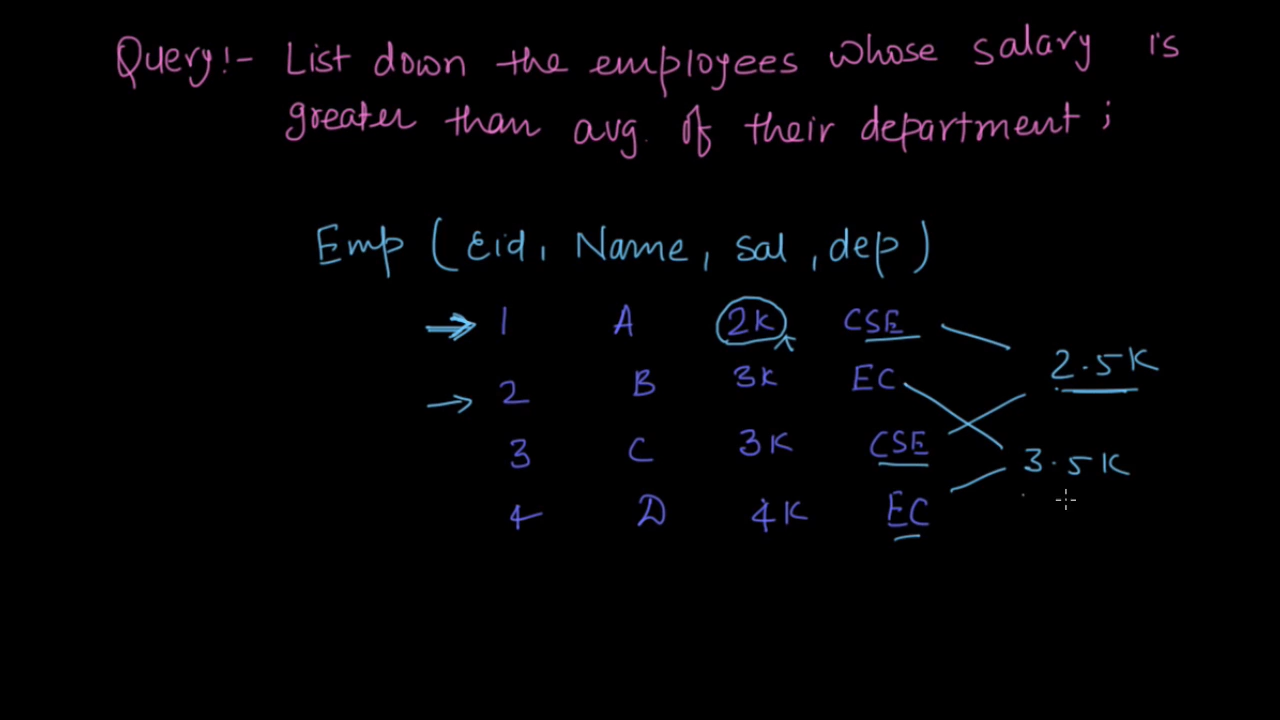 Query!- List down the employees whose salary is
greater than avg. of their department ;
Emp ( Eid, Name, sal, dep )
1 A 2K CSE
2 B 3K EC
2.5K
3 C 3K CSE
3.5K
4 D 4K EC